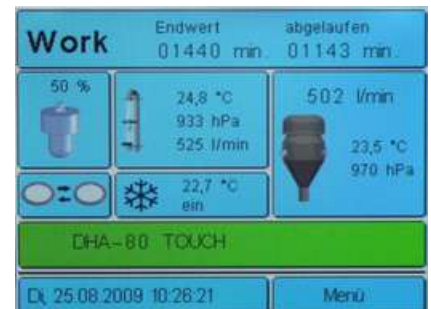 Work
Endwert
01440 min.
abgelaufen
01143 min.
50 %
24,8 °C
933 hPa
525 l/min
502 l/min
23,5 °C
970 hPa
22,7 °C
ein
DHA-80 TOUCH
Di, 25.08.2009 10:26:21
Menü